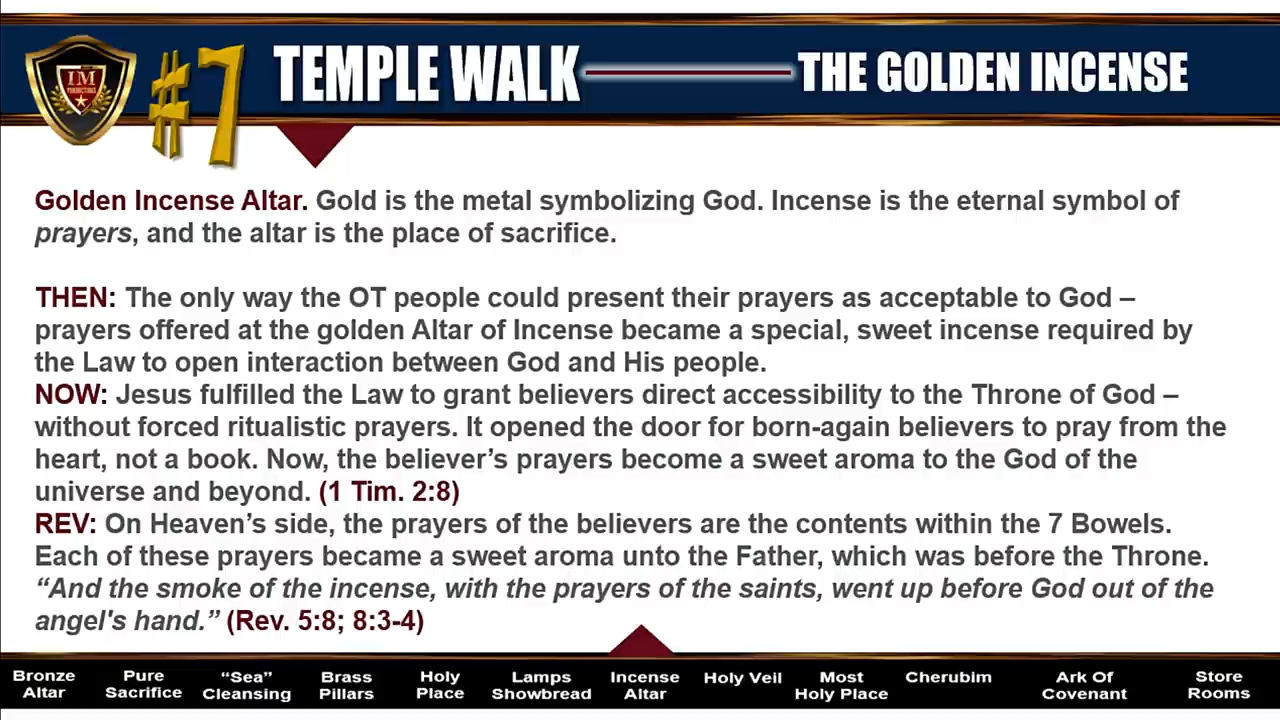 IM
PRODUCTIONS
#7
TEMPLE WALK
THE GOLDEN INCENSE
Golden Incense Altar. Gold is the metal symbolizing God. Incense is the eternal symbol of
prayers, and the altar is the place of sacrifice.
THEN: The only way the OT people could present their prayers as acceptable to God –
prayers offered at the golden Altar of Incense became a special, sweet incense required by
the Law to open interaction between God and His people.
NOW: Jesus fulfilled the Law to grant believers direct accessibility to the Throne of God –
without forced ritualistic prayers. It opened the door for born-again believers to pray from the
heart, not a book. Now, the believer’s prayers become a sweet aroma to the God of the
universe and beyond. (1 Tim. 2:8)
REV: On Heaven’s side, the prayers of the believers are the contents within the 7 Bowels.
Each of these prayers became a sweet aroma unto the Father, which was before the Throne.
“And the smoke of the incense, with the prayers of the saints, went up before God out of the
angel's hand.” (Rev. 5:8; 8:3-4)
Bronze
Altar
Pure
Sacrifice
“Sea”
Cleansing
Brass
Pillars
Holy
Place
Lamps
Showbread
Incense
Altar
Holy Veil
Most
Holy Place
Cherubim
Ark Of
Covenant
Store
Rooms